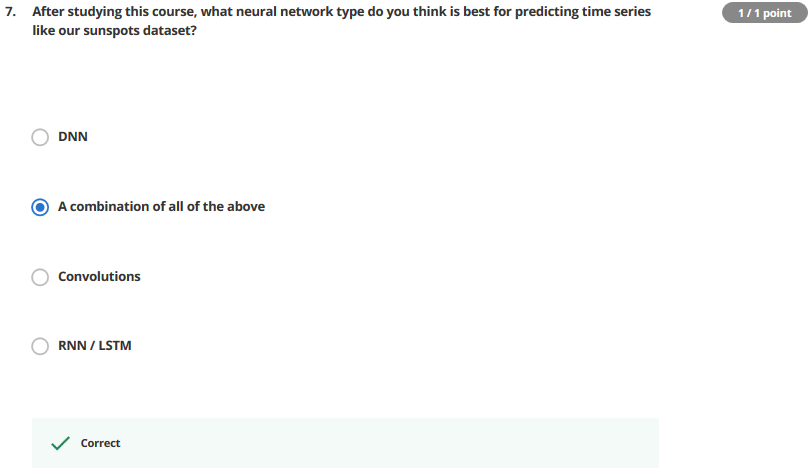 7. After studying this course, what neural network type do you think is best for predicting time series
like our sunspots dataset?
1 / 1 point
DNN
A combination of all of the above
Convolutions
RNN / LSTM
Correct